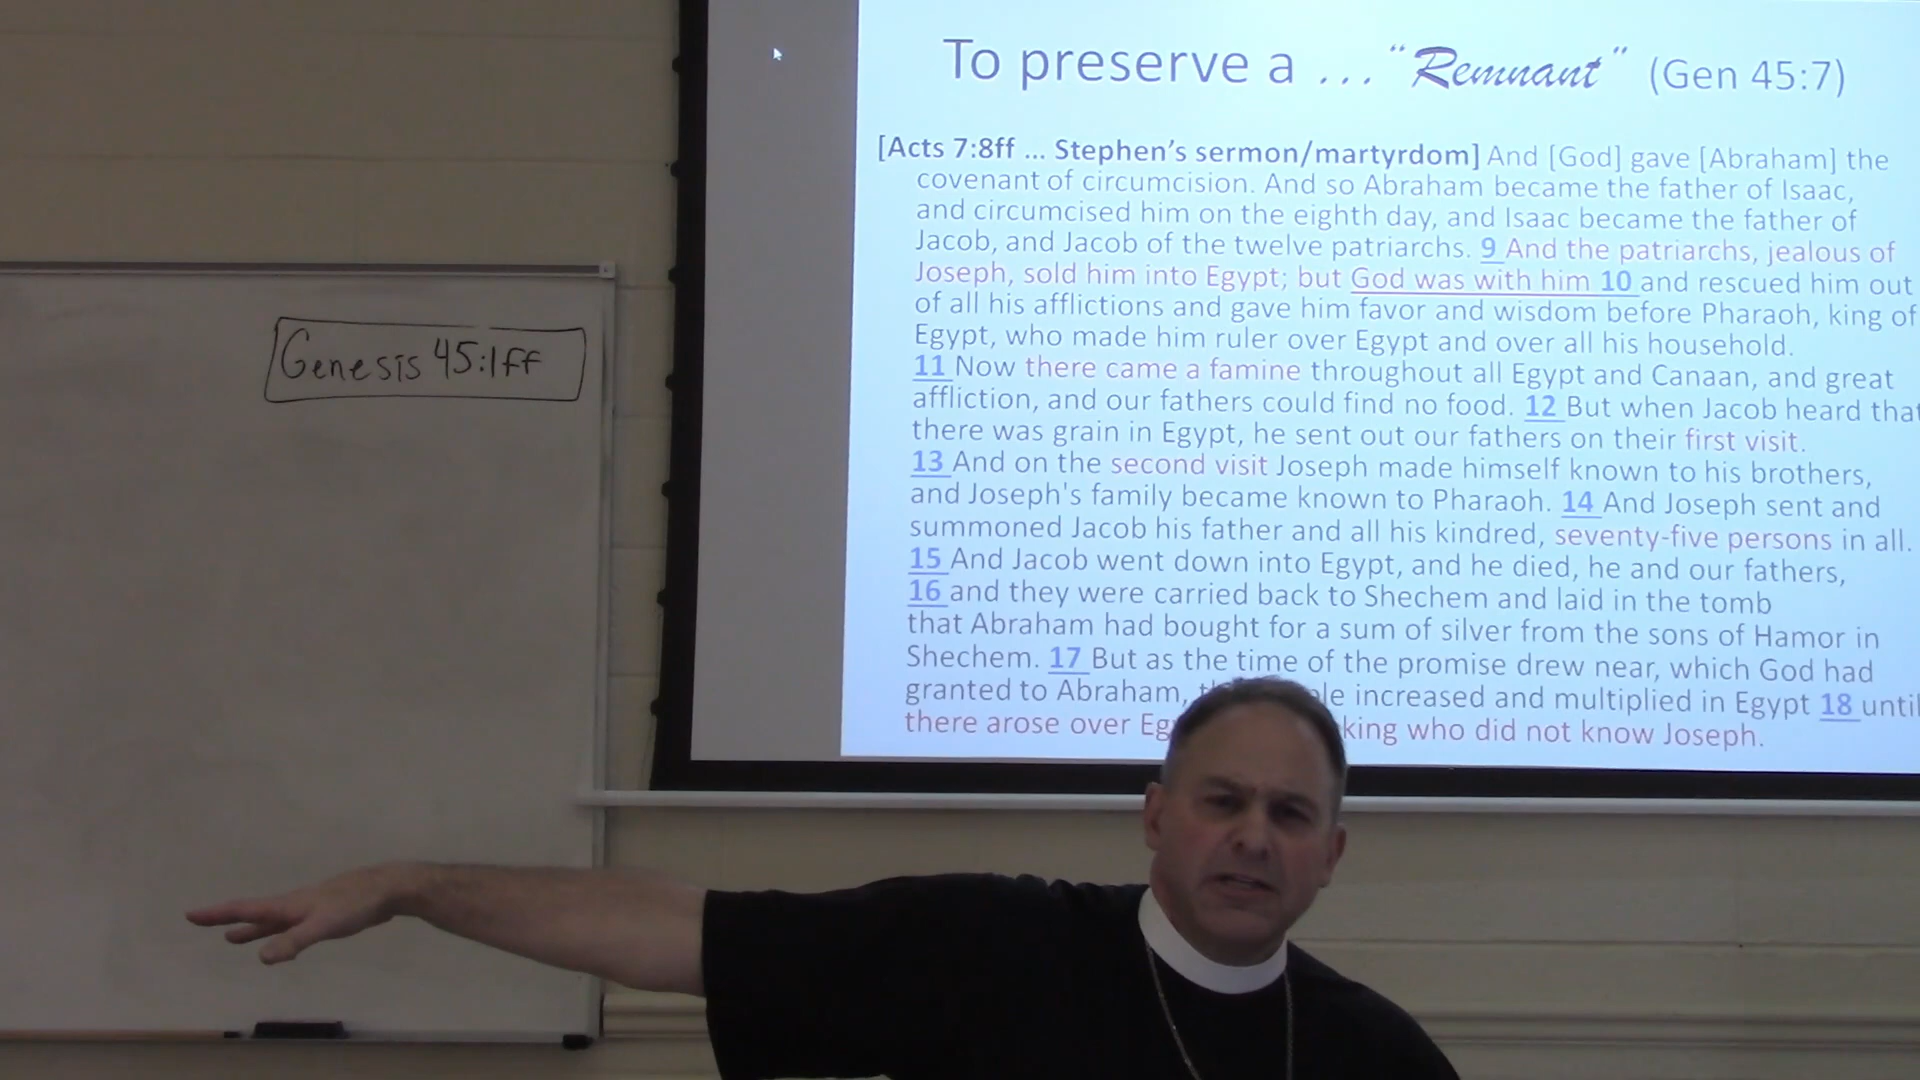 To preserve a ... "Remnant" (Gen 45:7)
[Acts 7:8ff ... Stephen's sermon/martyrdom] And [God] gave [Abraham] the
covenant of circumcision. And so Abraham became the father of Isaac,
and circumcised him on the eighth day, and Isaac became the father of
Jacob, and Jacob of the twelve patriarchs. 9 And the patriarchs, jealous of
Joseph, sold him into Egypt; but God was with him 10 and rescued him out
of all his afflictions and gave him favor and wisdom before Pharaoh, king of
Egypt, who made him ruler over Egypt and over all his household.
11 Now there came a famine throughout all Egypt and Canaan, and great
affliction, and our fathers could find no food. 12 But when Jacob heard that
there was grain in Egypt, he sent out our fathers on their first visit.
13 And on the second visit Joseph made himself known to his brothers,
and Joseph's family became known to Pharaoh. 14 And Joseph sent and
summoned Jacob his father and all his kindred, seventy-five persons in all.
15 And Jacob went down into Egypt, and he died, he and our fathers,
16 and they were carried back to Shechem and laid in the tomb
that Abraham had bought for a sum of silver from the sons of Hamor in
Shechem. 17 But as the time of the promise drew near, which God had
granted to Abraham, increased and multiplied in Egypt 18 until
there arose over king who did not know Joseph.
Genesis 45:1ff